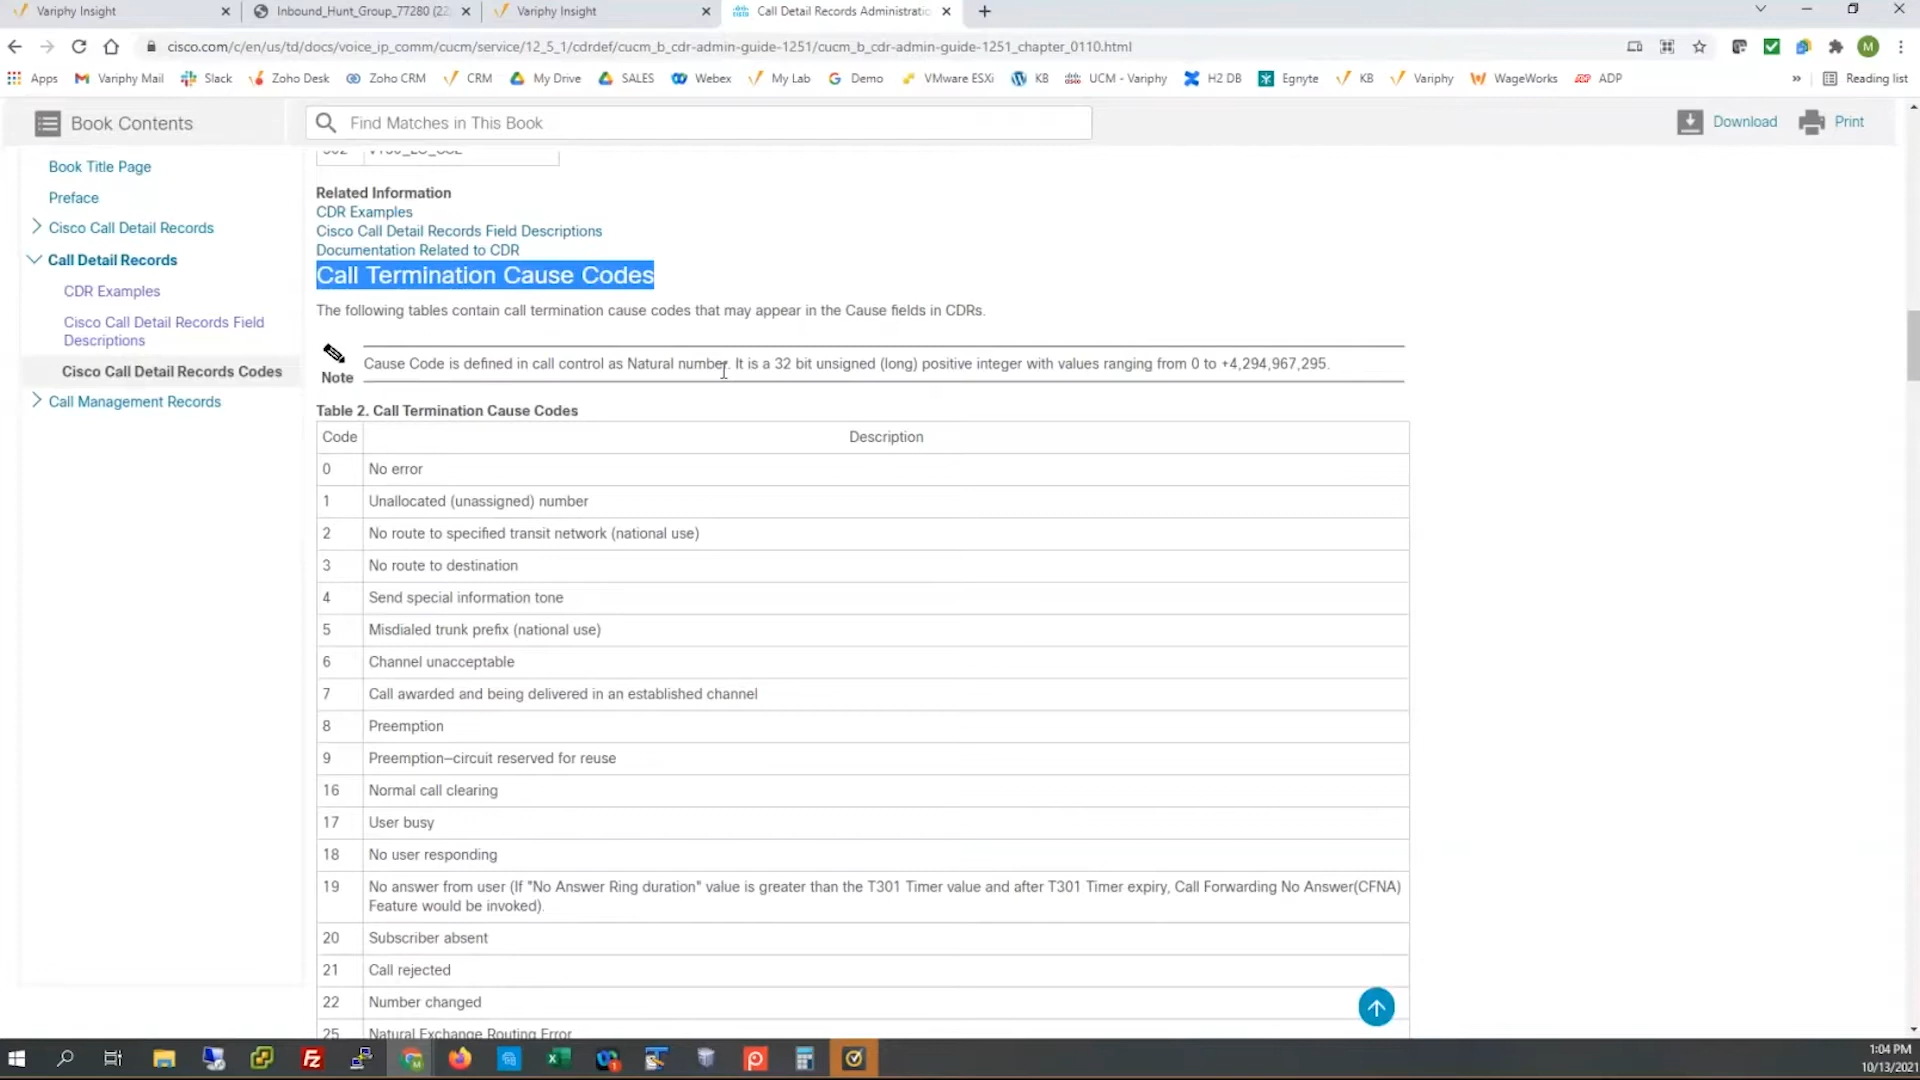 Variphy Insight
Inbound_Hunt_Group_77280 (22
Variphy Insight
Call Detail Records Administratio
cisco.com/c/en/us/td/docs/voice_ip_comm/cucm/service/12_5_1/cdrdef/cucm_b_cdr-admin-guide-1251/cucm_b_cdr-admin-guide-1251_chapter_0110.html
M
Apps Variphy Mail Slack Zoho Desk Zoho CRM CRM My Drive SALES Webex My Lab Demo VMware ESXi KB UCM - Variphy H2 DB Egnyte KB Variphy WageWorks ADP » Reading list
Book Contents
Find Matches in This Book
Download
Print
Book Title Page
Preface
Cisco Call Detail Records
Call Detail Records
CDR Examples
Cisco Call Detail Records Field
Descriptions
Cisco Call Detail Records Codes
Call Management Records
Related Information
CDR Examples
Cisco Call Detail Records Field Descriptions
Documentation Related to CDR
Call Termination Cause Codes
The following tables contain call termination cause codes that may appear in the Cause fields in CDRs.
Note
Cause Code is defined in call control as Natural number. It is a 32 bit unsigned (long) positive integer with values ranging from 0 to +4,294,967,295.
Table 2. Call Termination Cause Codes
Code Description
0 No error
1 Unallocated (unassigned) number
2 No route to specified transit network (national use)
3 No route to destination
4 Send special information tone
5 Misdialed trunk prefix (national use)
6 Channel unacceptable
7 Call awarded and being delivered in an established channel
8 Preemption
9 Preemption—circuit reserved for reuse
16 Normal call clearing
17 User busy
18 No user responding
19 No answer from user (If "No Answer Ring duration" value is greater than the T301 Timer value and after T301 Timer expiry, Call Forwarding No Answer(CFNA)
Feature would be invoked).
20 Subscriber absent
21 Call rejected
22 Number changed
25 Natural Exchange Routing Error
1:04 PM
10/13/2021